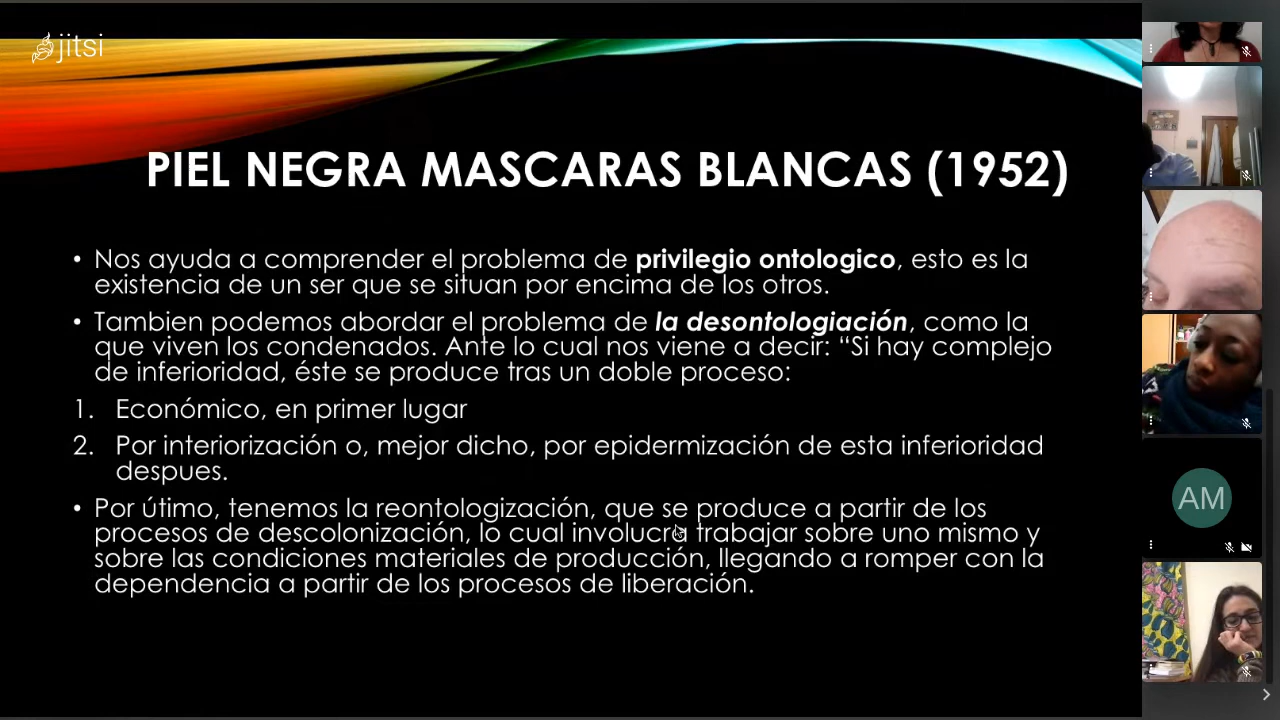 jitsi
PIEL NEGRA MASCARAS BLANCAS (1952)
• Nos ayuda a comprender el problema de privilegio ontologico, esto es la
existencia de un ser que se situan por encima de los otros.
• Tambien podemos abordar el problema de la desontologiación, como la
que viven los condenados. Ante lo cual nos viene a decir: “Si hay complejo
de inferioridad, éste se produce tras un doble proceso:
1. Económico, en primer lugar
2. Por interiorización o, mejor dicho, por epidermización de esta inferioridad
despues.
• Por útimo, tenemos la reontologización, que se produce a partir de los
procesos de descolonización, lo cual involucra trabajar sobre uno mismo y
sobre las condiciones materiales de producción, llegando a romper con la
dependencia a partir de los procesos de liberación.
AM